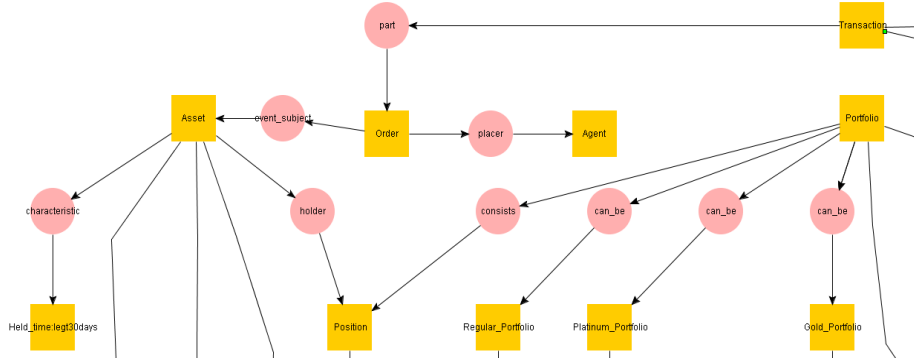 part
Transaction
Asset
event_subject
Order
placer
Agent
Portfolio
characteristic
holder
consists
can_be
can_be
can_be
Held_time:legt30days
Position
Regular_Portfolio
Platinum_Portfolio
Gold_Portfolio